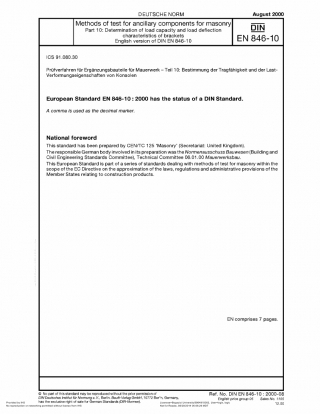 DEUTSCHE NORM
August 2000
Methods of test for ancillary components for masonry
Part 10: Determination of load capacity and load deflection
characteristics of brackets
English version of DIN EN 846-10
DIN
EN 846-10
ICS 91.080.30
Prüfverfahren für Ergänzungsbauteile für Mauerwerk – Teil 10: Bestimmung der Tragfähigkeit und der Last-
Verformungseigenschaften von Konsolen
European Standard EN 846-10 : 2000 has the status of a DIN Standard.
A comma is used as the decimal marker.
National foreword
This standard has been prepared by CEN/TC 125 'Masonry' (Secretariat: United Kingdom).
The responsible German body involved in its preparation was the Normenausschuss Bauwesen (Building and
Civil Engineering Standards Committee), Technical Committee 06.01.00 Mauerwerksbau.
This European Standard is part of a series of standards dealing with methods of test for masonry within the
scope of the EC Directive on the approximation of the laws, regulations and administrative provisions of the
Member States relating to construction products.
EN comprises 7 pages.
© No part of this standard may be reproduced without the prior permission of
DIN Deutsches Institut für Normung e.V., Berlin. Beuth Verlag GmbH, 10772 Berlin, Germany,
has the exclusive right of sale for German Standards (DIN-Normen).
Ref. No. DIN EN 846-10 : 2000-08
English price group 06 Sales No. 1106
12.00